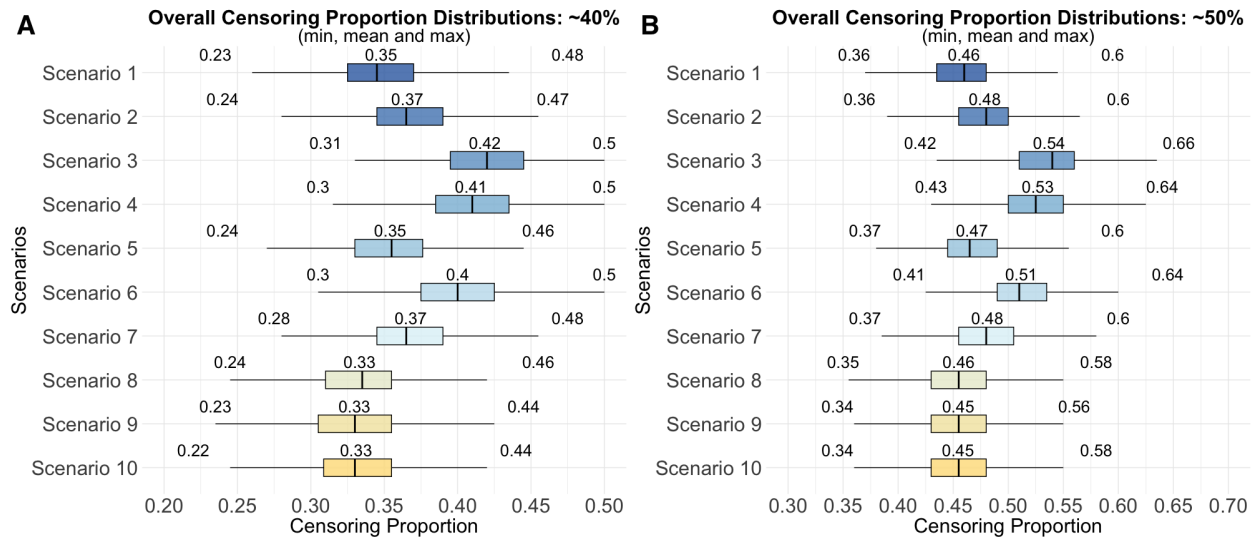 A
Overall Censoring Proportion Distributions: ~40%
(min, mean and max)
Scenarios
Scenario 1
0.23 0.35 0.48
Scenario 2
0.24 0.37 0.47
Scenario 3
0.31 0.42 0.5
Scenario 4
0.3 0.41 0.5
Scenario 5
0.24 0.35 0.46
Scenario 6
0.3 0.4 0.5
Scenario 7
0.28 0.37 0.48
Scenario 8
0.24 0.33 0.46
Scenario 9
0.23 0.33 0.44
Scenario 10
0.22 0.33 0.44
0.20 0.25 0.30 0.35 0.40 0.45 0.50
Censoring Proportion
B
Overall Censoring Proportion Distributions: ~50%
(min, mean and max)
Scenarios
Scenario 1
0.36 0.46 0.6
Scenario 2
0.36 0.48 0.6
Scenario 3
0.42 0.54 0.66
Scenario 4
0.43 0.53 0.64
Scenario 5
0.37 0.47 0.6
Scenario 6
0.41 0.51 0.64
Scenario 7
0.37 0.48 0.6
Scenario 8
0.35 0.46 0.58
Scenario 9
0.34 0.45 0.56
Scenario 10
0.34 0.45 0.58
0.30 0.35 0.40 0.45 0.50 0.55 0.60 0.65 0.70
Censoring Proportion